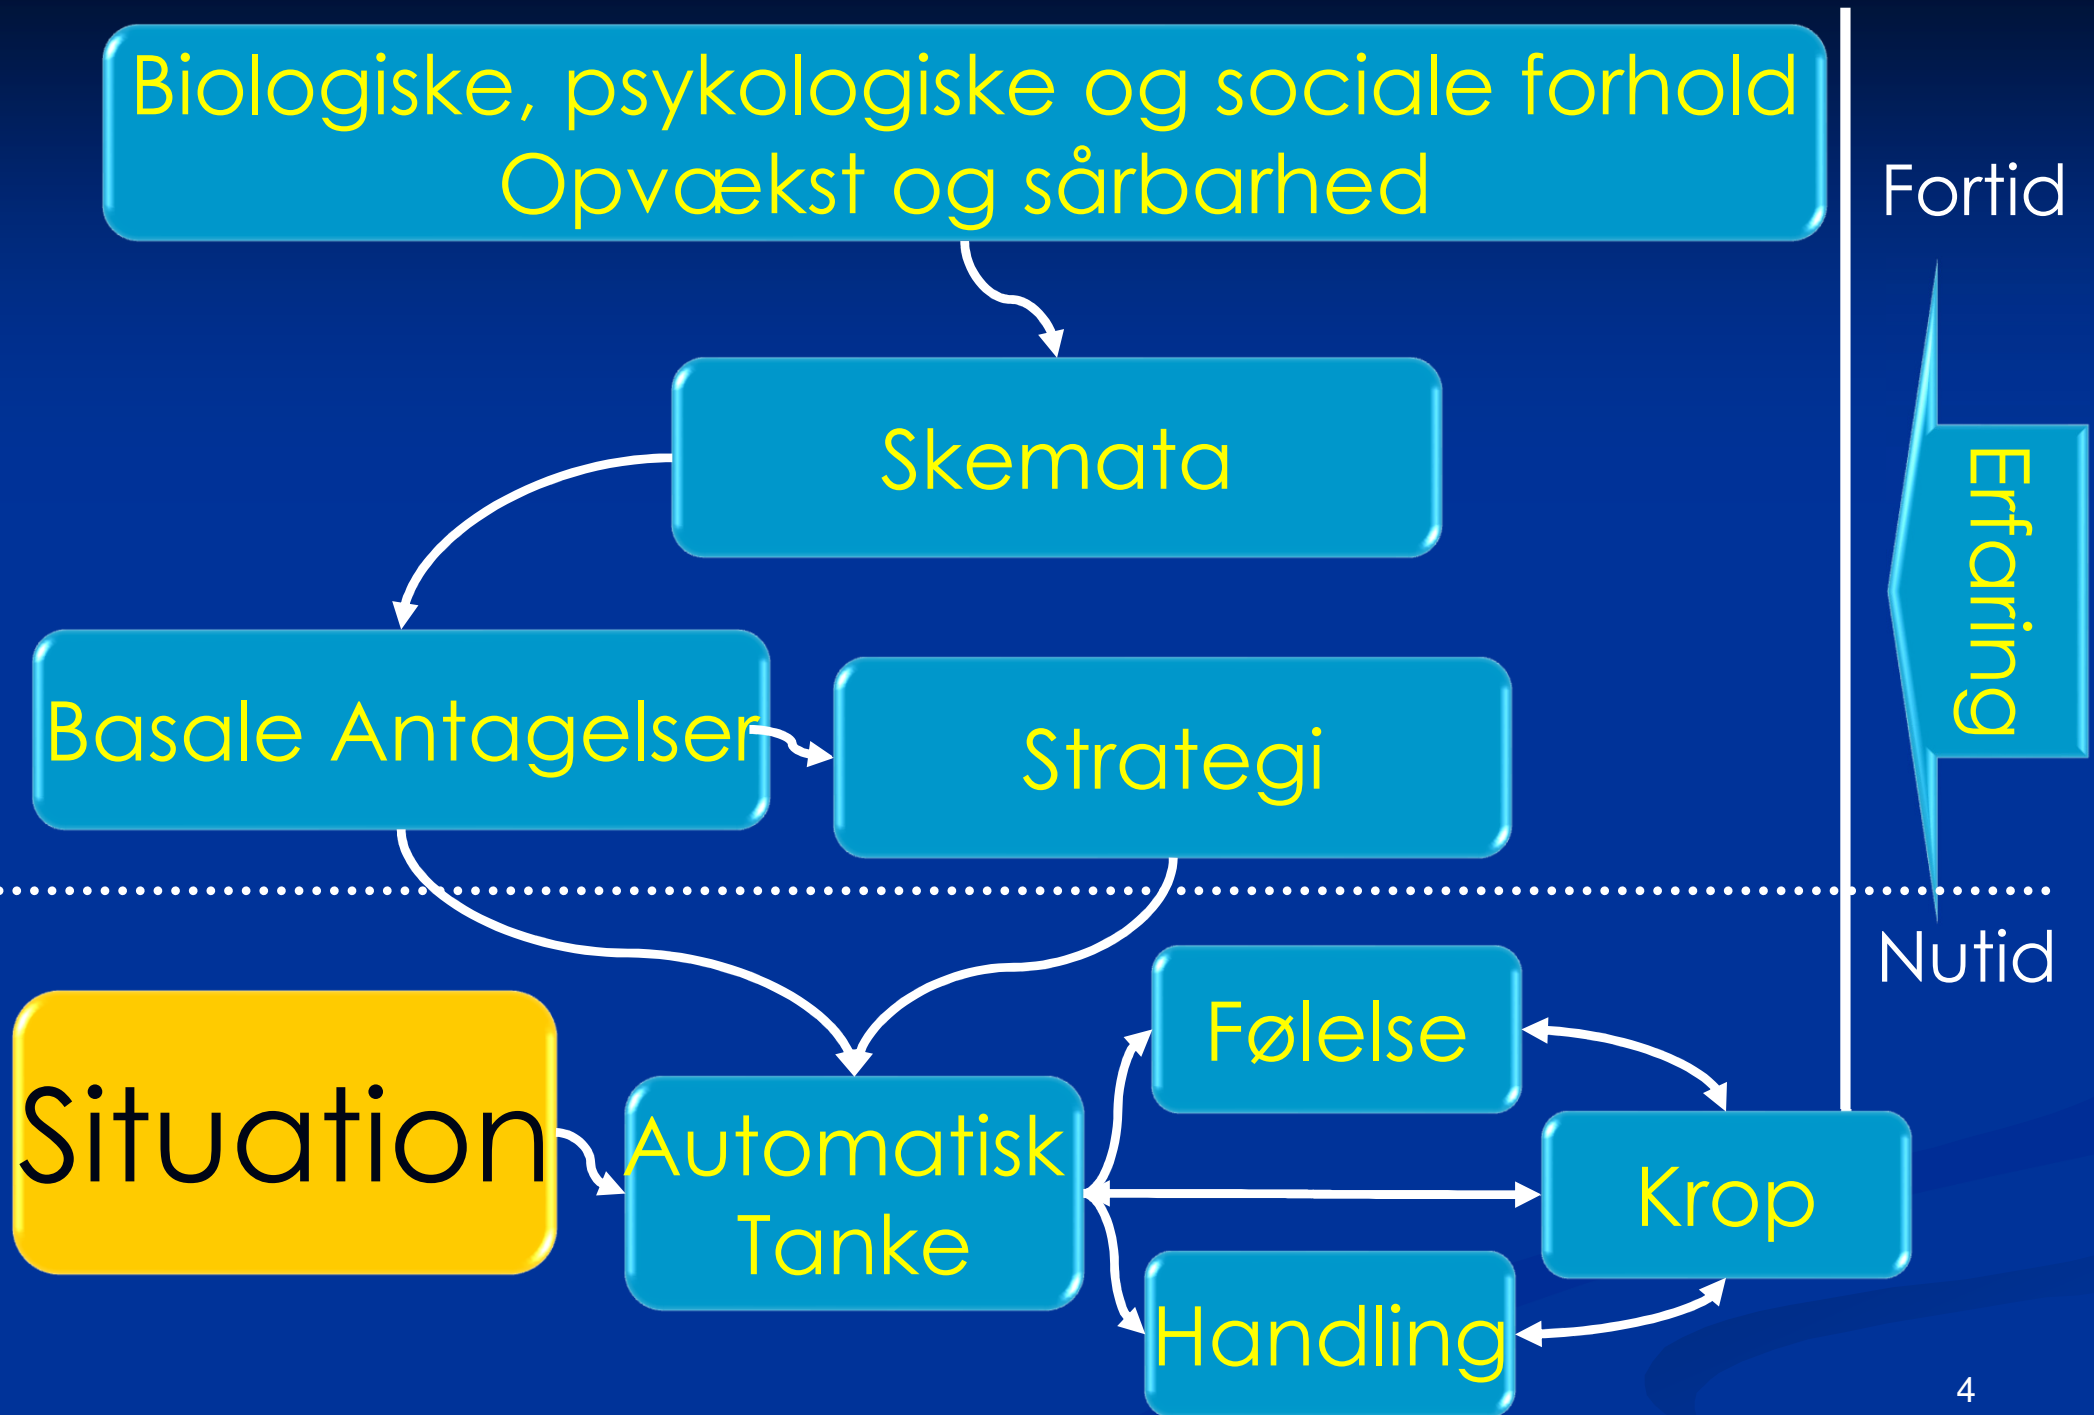 Biologiske, psykologiske og sociale forhold
Opvækst og sårbarhed
Fortid
Skemata
Erfaring
Basale Antagelser
Strategi
Nutid
Situation
Automatisk
Tanke
Følelse
Krop
Handling
4